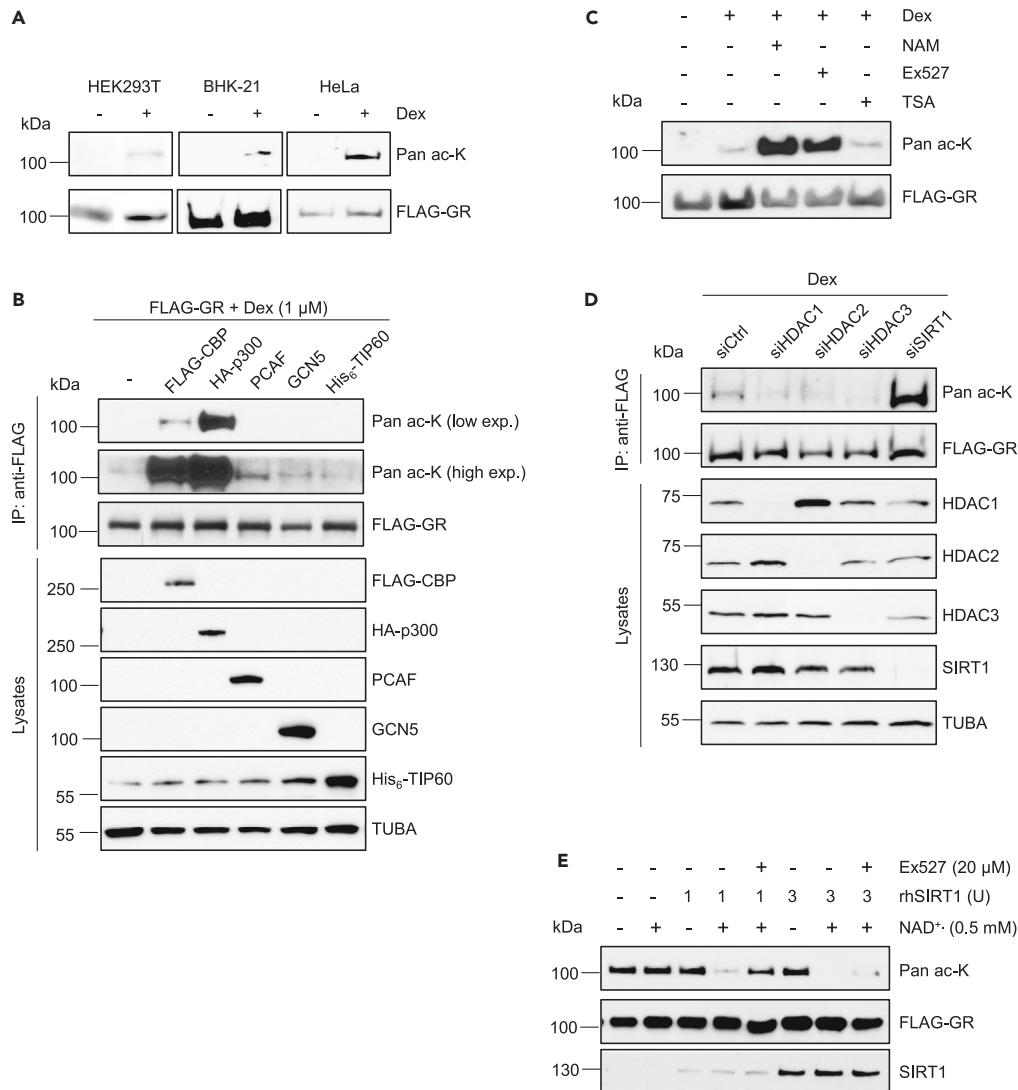 A
HEK293T BHK-21 HeLa
- + - + - + Dex
kDa
100 Pan ac-K
100 FLAG-GR
B
FLAG-GR + Dex (1 µM)
kDa - FLAG-CBP HA-p300 PCAF GCN5 His₆-TIP60
IP: anti-FLAG
100 Pan ac-K (low exp.)
100 Pan ac-K (high exp.)
100 FLAG-GR
Lysates
250 FLAG-CBP
250 HA-p300
100 PCAF
100 GCN5
55 His₆-TIP60
55 TUBA
C
- + + + + Dex
- - + - - NAM
- - - + - Ex527
kDa - - - - + TSA
100 Pan ac-K
100 FLAG-GR
D
Dex
kDa siCtrl siHDAC1 siHDAC2 siHDAC3 siSIRT1
IP: anti-FLAG
100 Pan ac-K
100 FLAG-GR
Lysates
75 HDAC1
75 HDAC2
55 HDAC3
130 SIRT1
55 TUBA
E
- - - - + - - + Ex527 (20 µM)
- - 1 1 1 3 3 3 rhSIRT1 (U)
kDa - + - + + - + + NAD⁺· (0.5 mM)
100 Pan ac-K
100 FLAG-GR
130 SIRT1